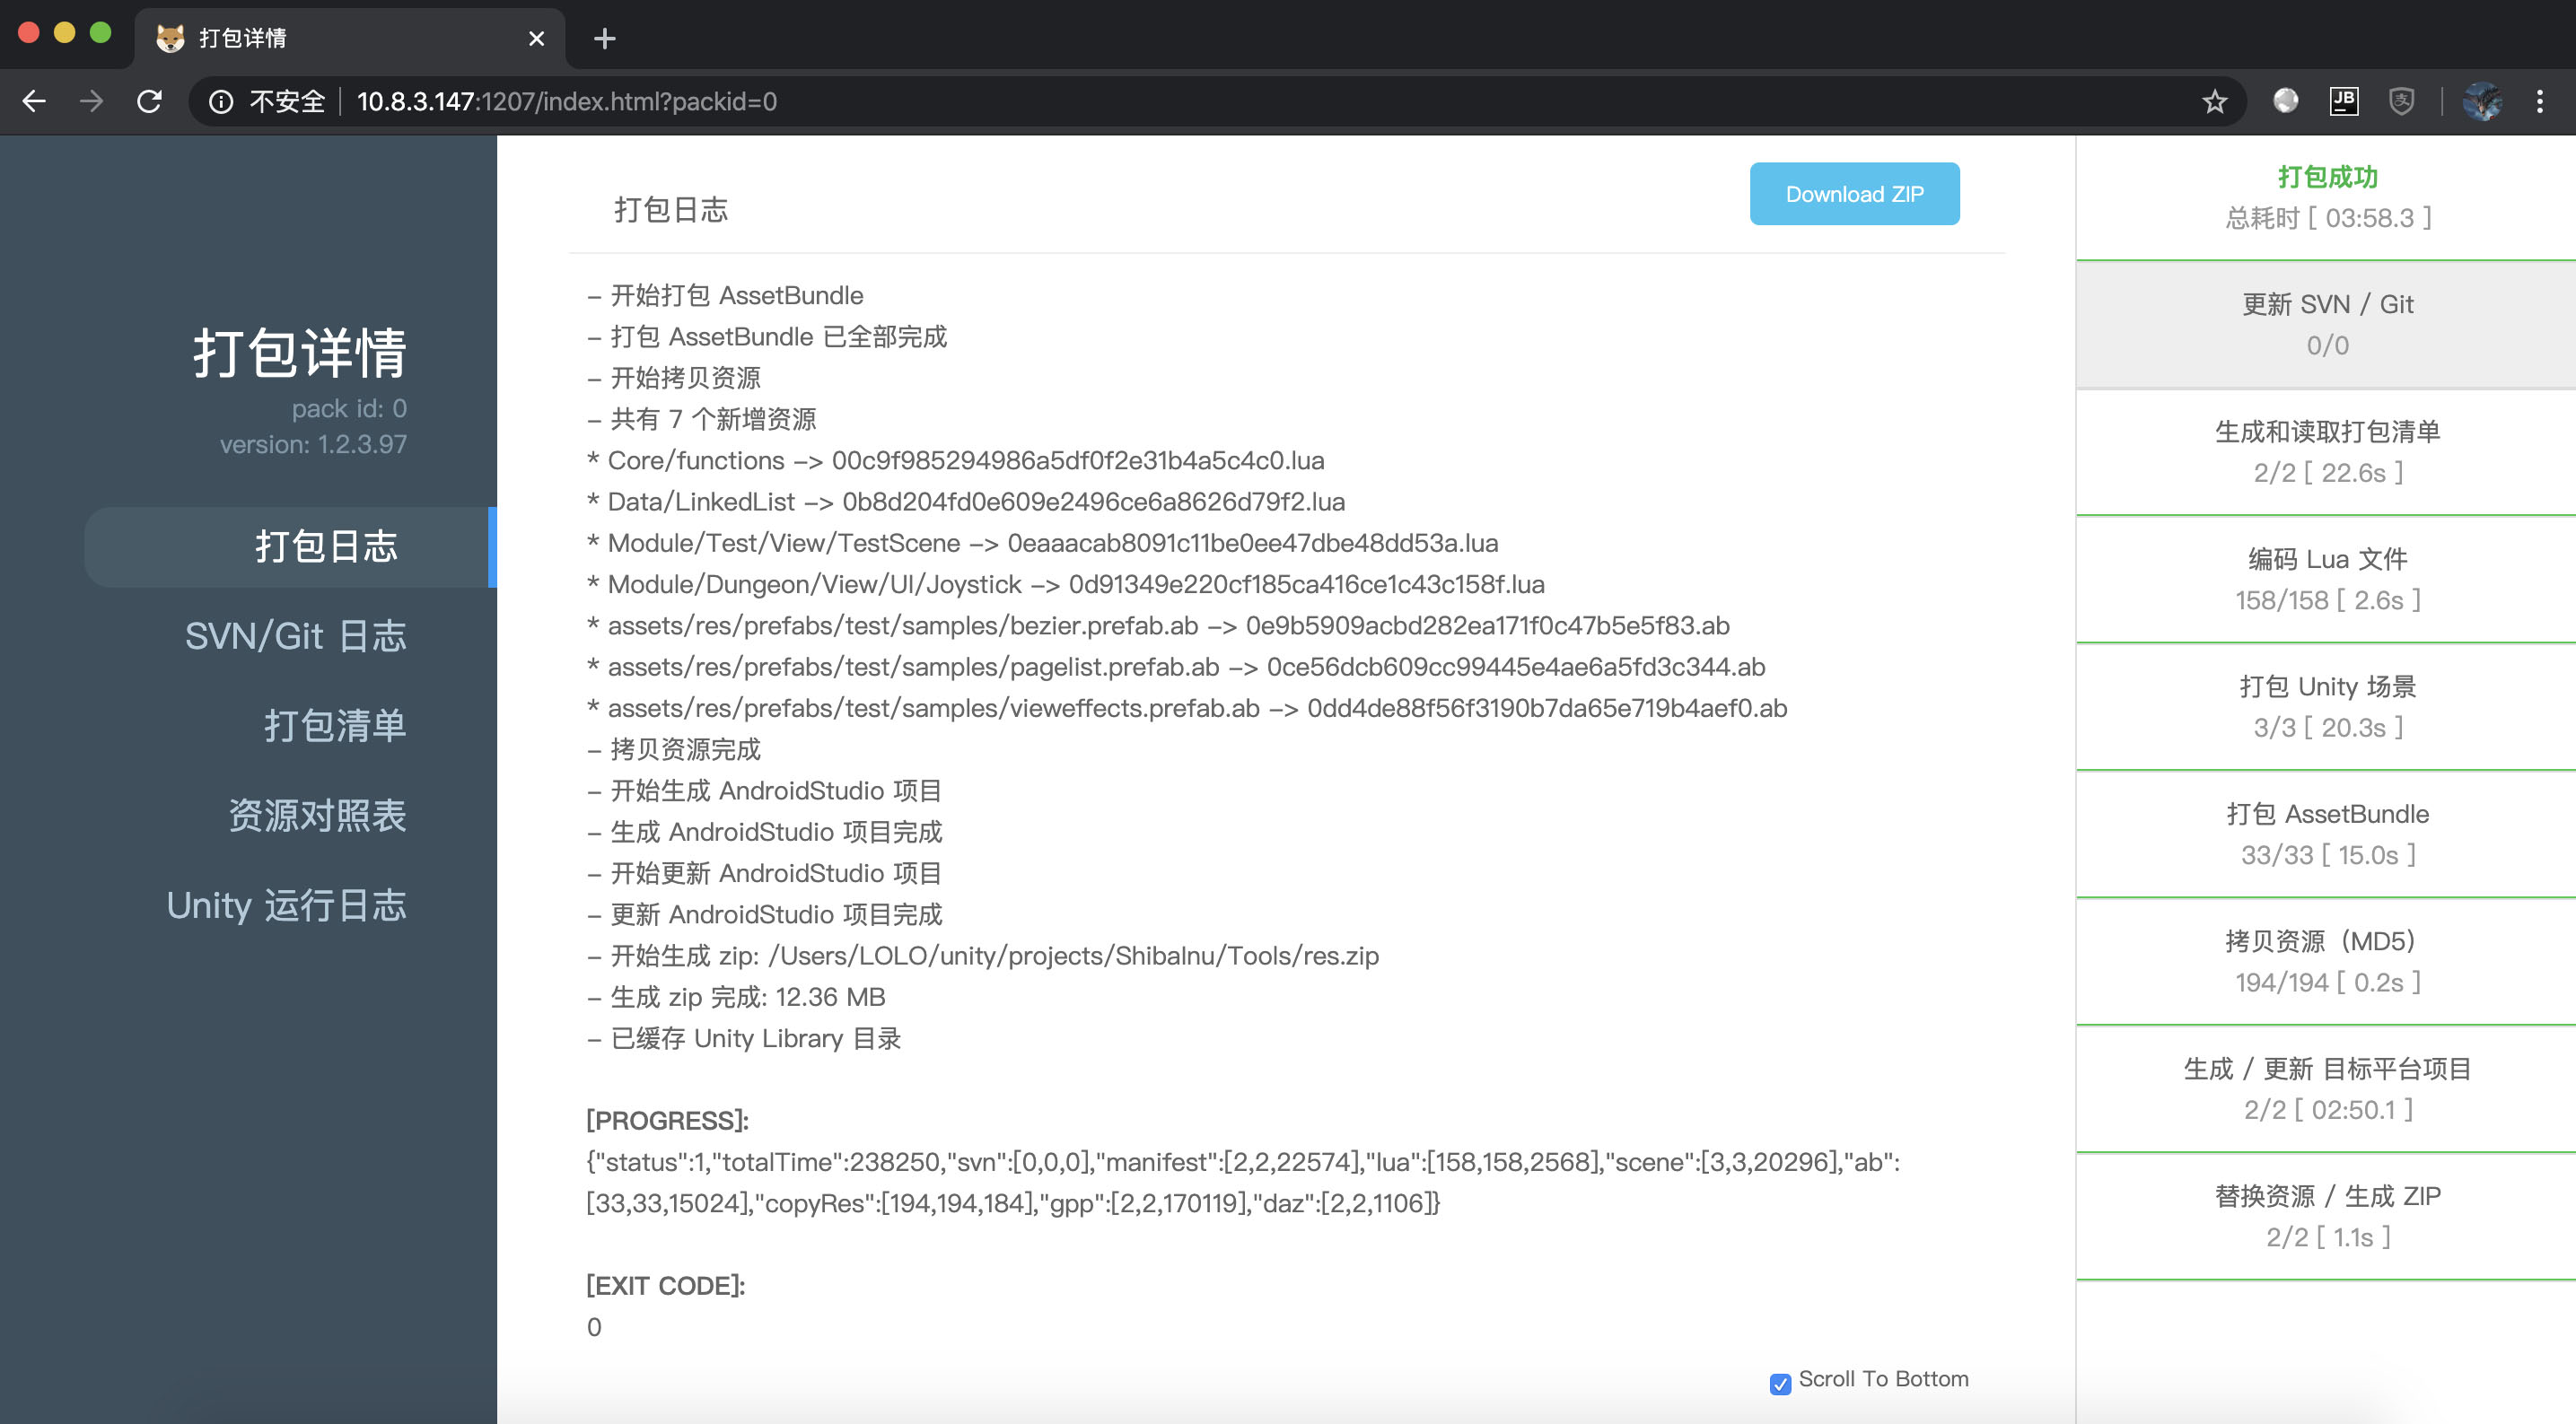 打包详情
不安全 10.8.3.147:1207/index.html?packid=0
JB
支
打包详情
pack id: 0
version: 1.2.3.97
打包日志
SVN/Git 日志
打包清单
资源对照表
Unity 运行日志
打包日志
Download ZIP
– 开始打包 AssetBundle
– 打包 AssetBundle 已全部完成
– 开始拷贝资源
– 共有 7 个新增资源
* Core/functions –> 00c9f985294986a5df0f2e31b4a5c4c0.lua
* Data/LinkedList –> 0b8d204fd0e609e2496ce6a8626d79f2.lua
* Module/Test/View/TestScene –> 0eaaacab8091c11be0ee47dbe48dd53a.lua
* Module/Dungeon/View/UI/Joystick –> 0d91349e220cf185ca416ce1c43c158f.lua
* assets/res/prefabs/test/samples/bezier.prefab.ab –> 0e9b5909acbd282ea171f0c47b5e5f83.ab
* assets/res/prefabs/test/samples/pagelist.prefab.ab –> 0ce56dcb609cc99445e4ae6a5fd3c344.ab
* assets/res/prefabs/test/samples/vieweffects.prefab.ab –> 0dd4de88f56f3190b7da65e719b4aef0.ab
– 拷贝资源完成
– 开始生成 AndroidStudio 项目
– 生成 AndroidStudio 项目完成
– 开始更新 AndroidStudio 项目
– 更新 AndroidStudio 项目完成
– 开始生成 zip: /Users/LOLO/unity/projects/ShibaInu/Tools/res.zip
– 生成 zip 完成: 12.36 MB
– 已缓存 Unity Library 目录
[PROGRESS]:
{"status":1,"totalTime":238250,"svn":[0,0,0],"manifest":[2,2,22574],"lua":[158,158,2568],"scene":[3,3,20296],"ab":
[33,33,15024],"copyRes":[194,194,184],"gpp":[2,2,170119],"daz":[2,2,1106]}
[EXIT CODE]:
0
Scroll To Bottom
打包成功
总耗时 [ 03:58.3 ]
更新 SVN / Git
0/0
生成和读取打包清单
2/2 [ 22.6s ]
编码 Lua 文件
158/158 [ 2.6s ]
打包 Unity 场景
3/3 [ 20.3s ]
打包 AssetBundle
33/33 [ 15.0s ]
拷贝资源（MD5）
194/194 [ 0.2s ]
生成 / 更新 目标平台项目
2/2 [ 02:50.1 ]
替换资源 / 生成 ZIP
2/2 [ 1.1s ]